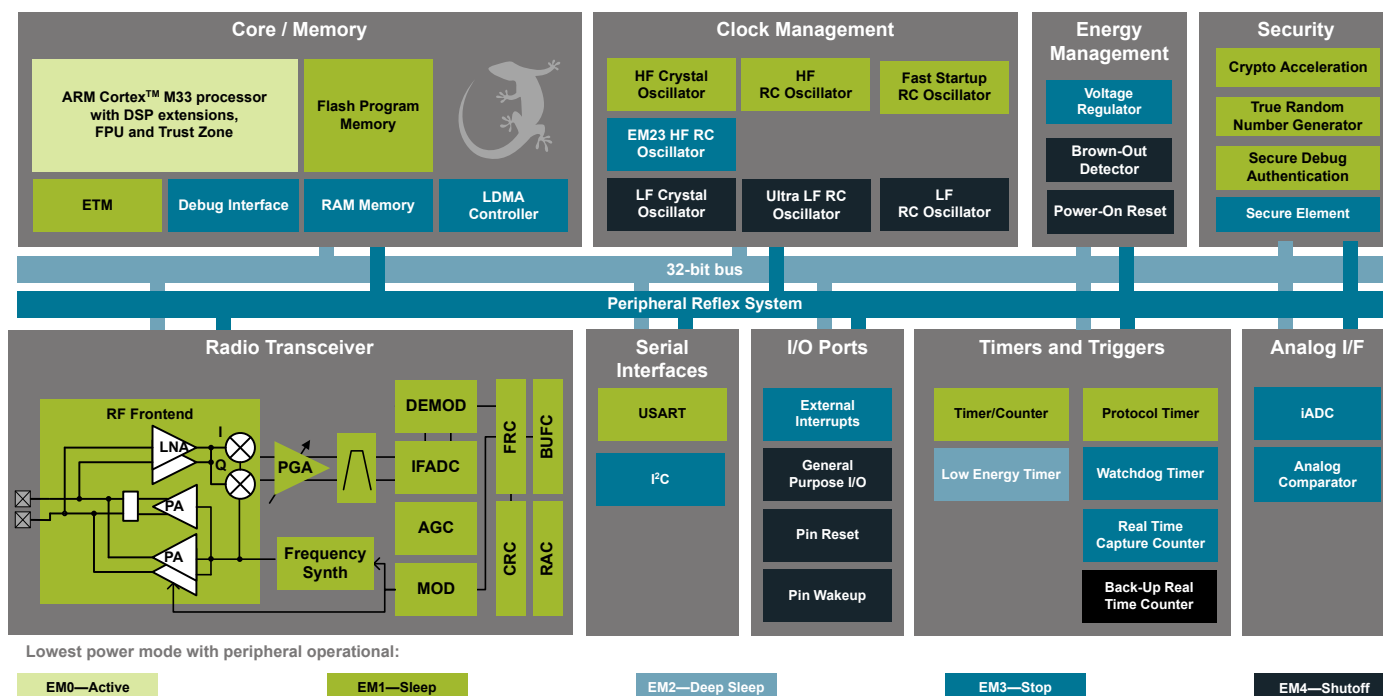 Core / Memory
ARM Cortex™ M33 processor
with DSP extensions,
FPU and Trust Zone
Flash Program
Memory
ETM
Debug Interface
RAM Memory
LDMA
Controller
Clock Management
HF Crystal
Oscillator
HF
RC Oscillator
Fast Startup
RC Oscillator
EM23 HF RC
Oscillator
LF Crystal
Oscillator
Ultra LF RC
Oscillator
LF
RC Oscillator
Energy
Management
Voltage
Regulator
Brown-Out
Detector
Power-On Reset
Security
Crypto Acceleration
True Random
Number Generator
Secure Debug
Authentication
Secure Element
32-bit bus
Peripheral Reflex System
Radio Transceiver
RF Frontend
LNA
I
Q
PA
PA
PGA
Frequency
Synth
DEMOD
IFADC
AGC
MOD
FRC
BUFC
CRC
RAC
Serial
Interfaces
USART
I²C
I/O Ports
External
Interrupts
General
Purpose I/O
Pin Reset
Pin Wakeup
Timers and Triggers
Timer/Counter
Protocol Timer
Low Energy Timer
Watchdog Timer
Real Time
Capture Counter
Back-Up Real
Time Counter
Analog I/F
iADC
Analog
Comparator
Lowest power mode with peripheral operational:
EM0—Active
EM1—Sleep
EM2—Deep Sleep
EM3—Stop
EM4—Shutoff